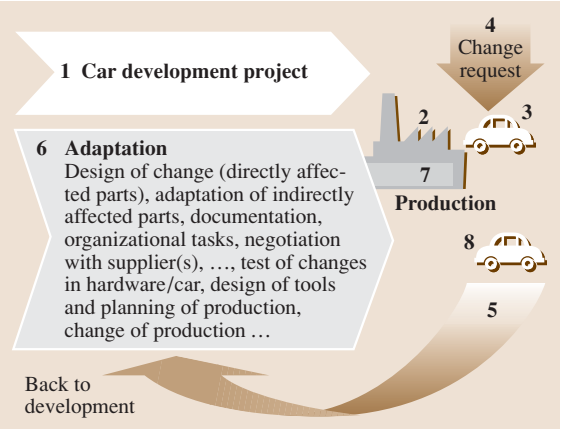 4
Change
request
1 Car development project
2
3
6 Adaptation
Design of change (directly affec-
ted parts), adaptation of indirectly
affected parts, documentation,
organizational tasks, negotiation
with supplier(s), …, test of changes
in hardware/car, design of tools
and planning of production,
change of production …
7
Production
8
5
Back to
development